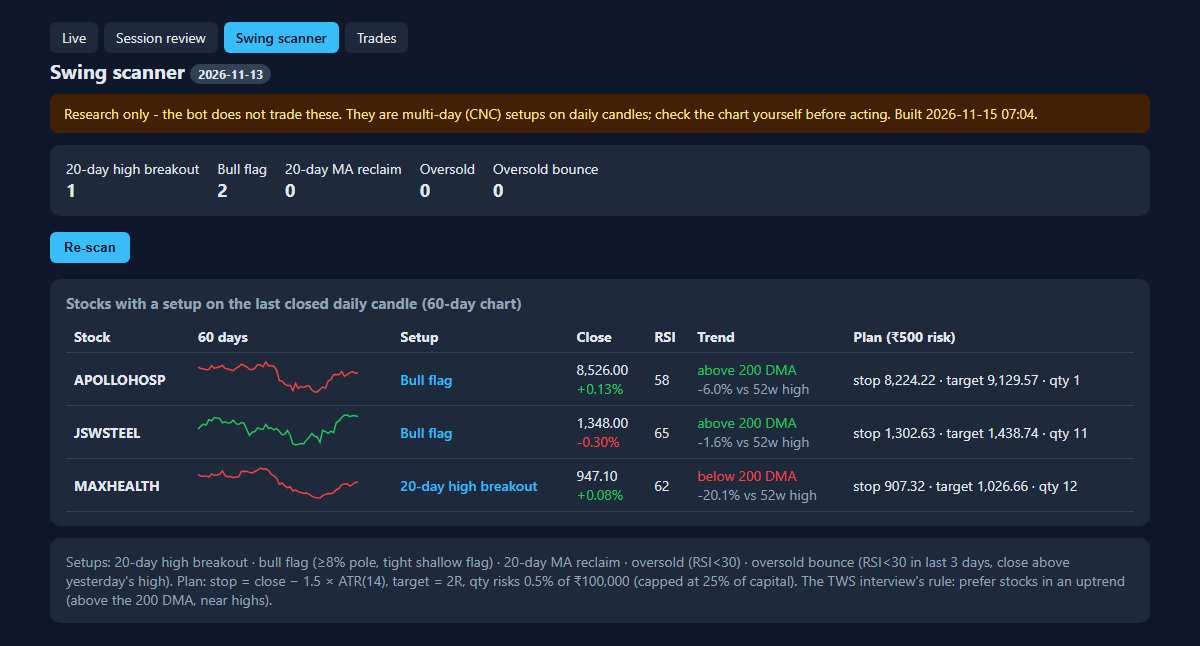 Live Session review Swing scanner Trades
Swing scanner 2026-11-13
Research only - the bot does not trade these. They are multi-day (CNC) setups on daily candles; check the chart yourself before acting. Built 2026-11-15 07:04.
20-day high breakout Bull flag 20-day MA reclaim Oversold Oversold bounce
1 2 0 0 0
Re-scan
Stocks with a setup on the last closed daily candle (60-day chart)
Stock 60 days Setup Close RSI Trend Plan (₹500 risk)
APOLLOHOSP Bull flag 8,526.00 58 above 200 DMA stop 8,224.22 · target 9,129.57 · qty 1
+0.13% -6.0% vs 52w high
JSWSTEEL Bull flag 1,348.00 65 above 200 DMA stop 1,302.63 · target 1,438.74 · qty 11
-0.30% -1.6% vs 52w high
MAXHEALTH 20-day high breakout 947.10 62 below 200 DMA stop 907.32 · target 1,026.66 · qty 12
+0.08% -20.1% vs 52w high
Setups: 20-day high breakout · bull flag (≥8% pole, tight shallow flag) · 20-day MA reclaim · oversold (RSI<30) · oversold bounce (RSI<30 in last 3 days, close above
yesterday's high). Plan: stop = close − 1.5 × ATR(14), target = 2R, qty risks 0.5% of ₹100,000 (capped at 25% of capital). The TWS interview's rule: prefer stocks in an uptrend
(above the 200 DMA, near highs).